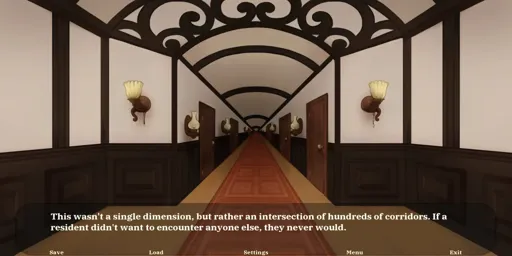 This wasn't a single dimension, but rather an intersection of hundreds of corridors. If a
resident didn't want to encounter anyone else, they never would.
Save Load Settings Menu Exit